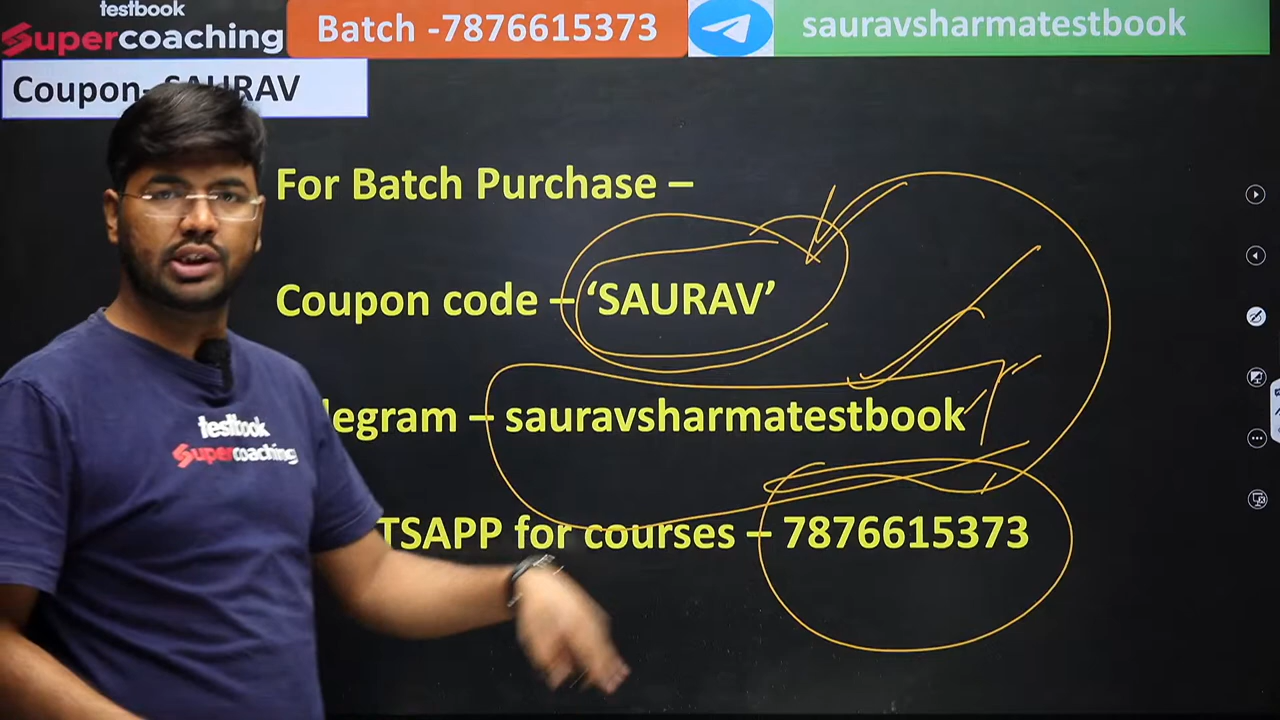 testbook
Supercoaching
Batch -7876615373
sauravsharmatestbook
Coupon- SAURAV
For Batch Purchase –
Coupon code – ‘SAURAV’
legram – sauravsharmatestbook
TSAPP for courses – 7876615373
testbook
Supercoaching